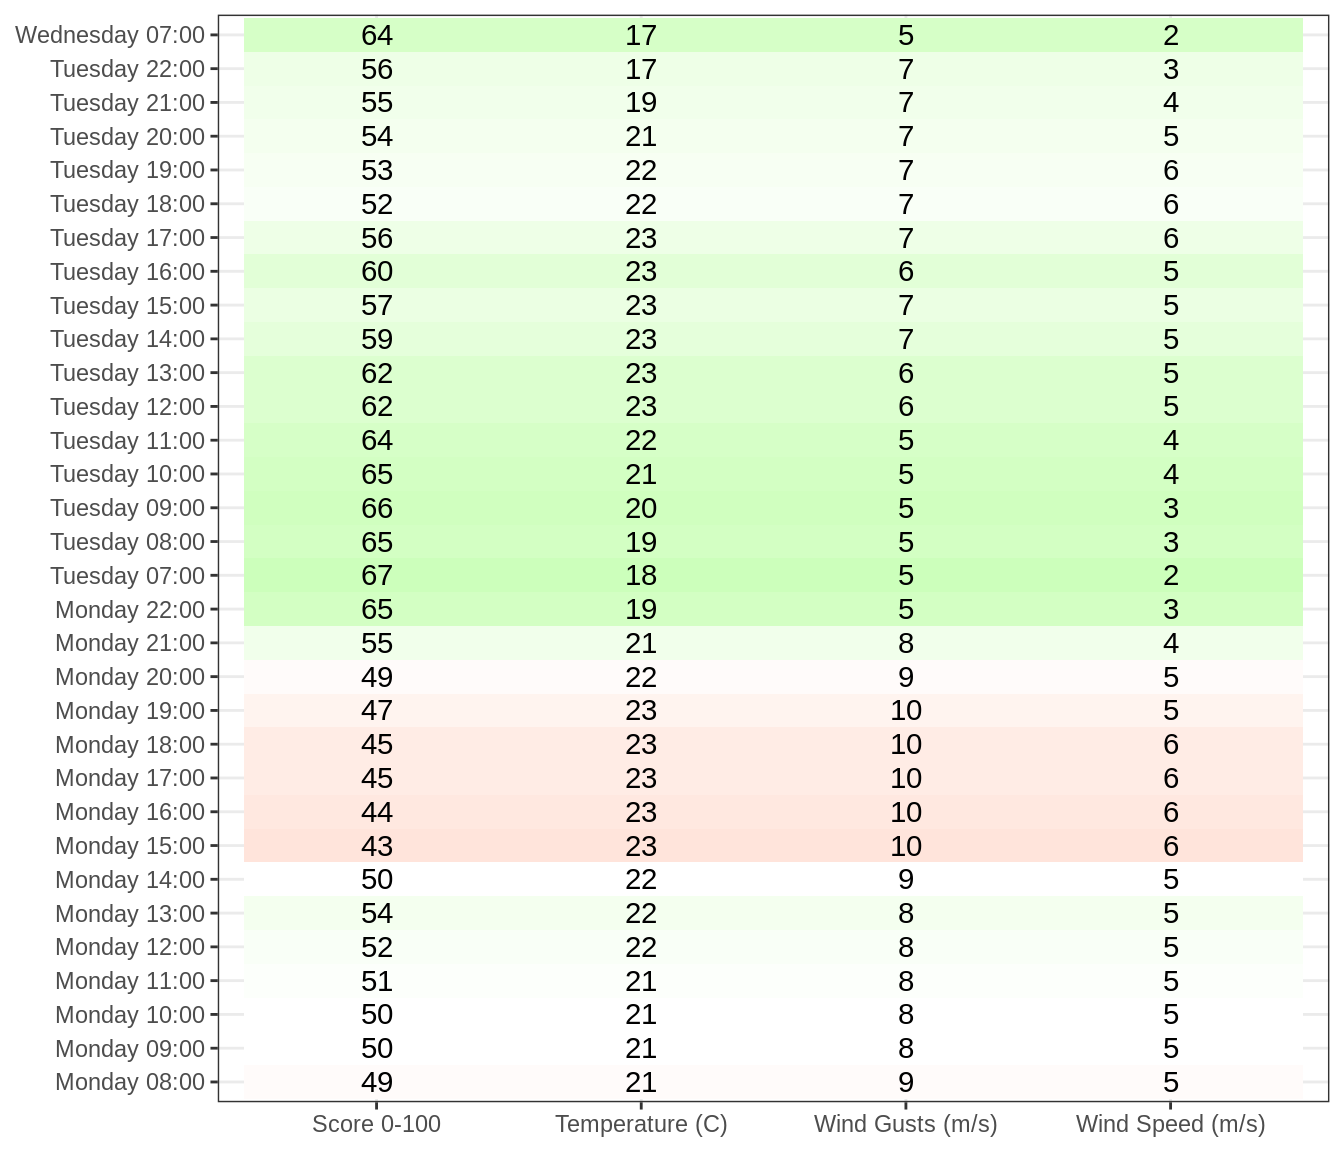 Wednesday 07:00 64 17 5 2
Tuesday 22:00 56 17 7 3
Tuesday 21:00 55 19 7 4
Tuesday 20:00 54 21 7 5
Tuesday 19:00 53 22 7 6
Tuesday 18:00 52 22 7 6
Tuesday 17:00 56 23 7 6
Tuesday 16:00 60 23 6 5
Tuesday 15:00 57 23 7 5
Tuesday 14:00 59 23 7 5
Tuesday 13:00 62 23 6 5
Tuesday 12:00 62 23 6 5
Tuesday 11:00 64 22 5 4
Tuesday 10:00 65 21 5 4
Tuesday 09:00 66 20 5 3
Tuesday 08:00 65 19 5 3
Tuesday 07:00 67 18 5 2
Monday 22:00 65 19 5 3
Monday 21:00 55 21 8 4
Monday 20:00 49 22 9 5
Monday 19:00 47 23 10 5
Monday 18:00 45 23 10 6
Monday 17:00 45 23 10 6
Monday 16:00 44 23 10 6
Monday 15:00 43 23 10 6
Monday 14:00 50 22 9 5
Monday 13:00 54 22 8 5
Monday 12:00 52 22 8 5
Monday 11:00 51 21 8 5
Monday 10:00 50 21 8 5
Monday 09:00 50 21 8 5
Monday 08:00 49 21 9 5
Score 0-100 Temperature (C) Wind Gusts (m/s) Wind Speed (m/s)